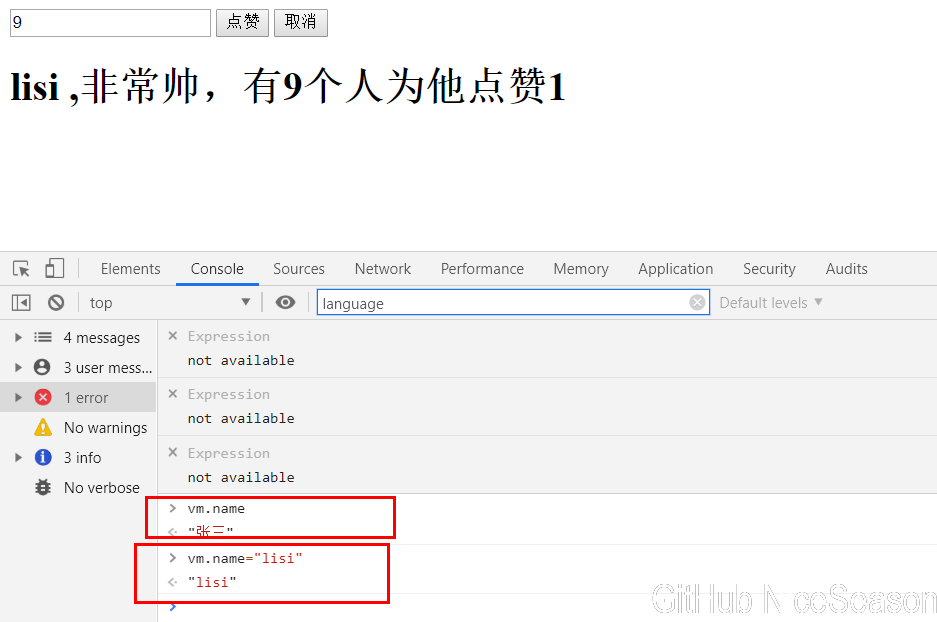 9 点赞 取消
lisi ,非常帅，有9个人为他点赞1
Elements Console Sources Network Performance Memory Application Security Audits
top language Default levels
4 messages
3 user mess...
1 error
No warnings
3 info
No verbose
Expression
not available
Expression
not available
Expression
not available
vm.name
"张三"
vm.name="lisi"
"lisi"
GitHub NiceSeason